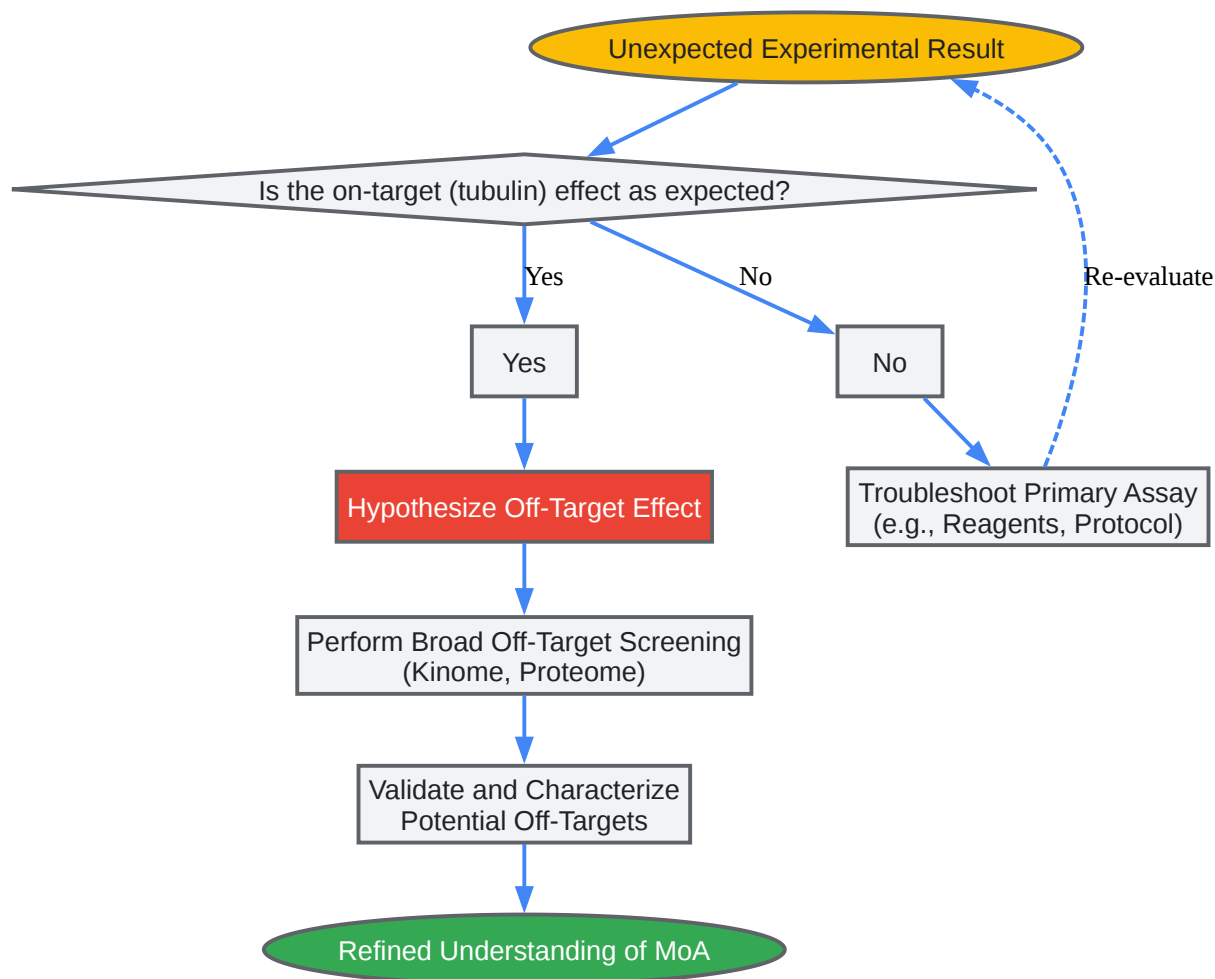 Unexpected Experimental Result
Is the on-target (tubulin) effect as expected?
Yes
No
Re-evaluate
Yes
No
Hypothesize Off-Target Effect
Troubleshoot Primary Assay
(e.g., Reagents, Protocol)
Perform Broad Off-Target Screening
(Kinome, Proteome)
Validate and Characterize
Potential Off-Targets
Refined Understanding of MoA